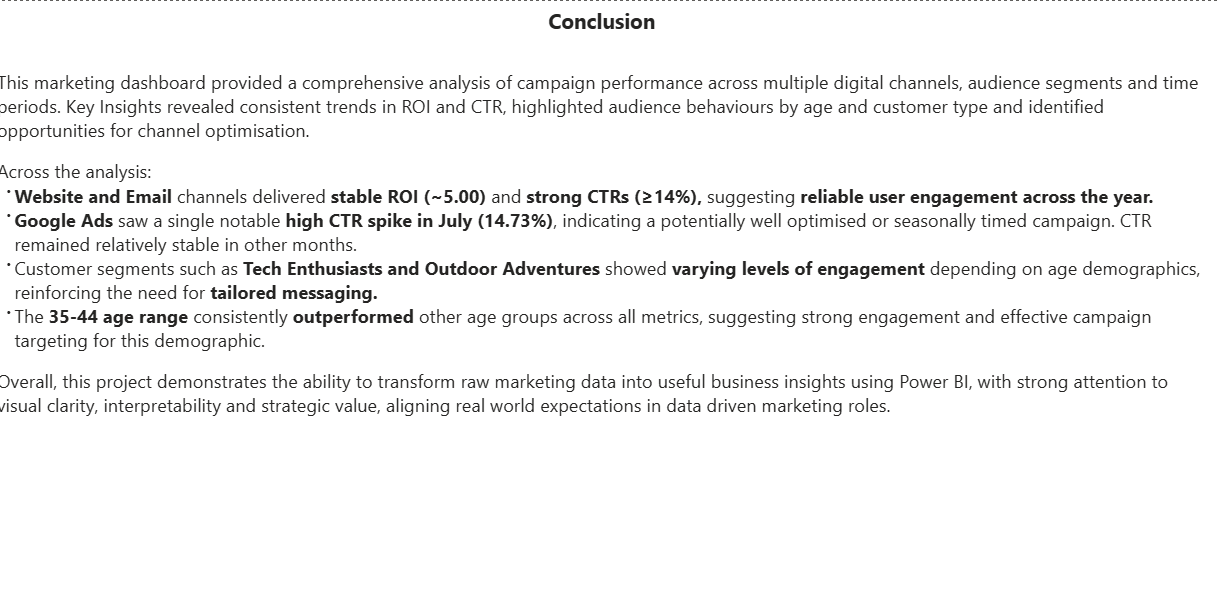 Conclusion
This marketing dashboard provided a comprehensive analysis of campaign performance across multiple digital channels, audience segments and time
periods. Key Insights revealed consistent trends in ROI and CTR, highlighted audience behaviours by age and customer type and identified
opportunities for channel optimisation.
Across the analysis:
• Website and Email channels delivered stable ROI (~5.00) and strong CTRs (≥14%), suggesting reliable user engagement across the year.
• Google Ads saw a single notable high CTR spike in July (14.73%), indicating a potentially well optimised or seasonally timed campaign. CTR
remained relatively stable in other months.
• Customer segments such as Tech Enthusiasts and Outdoor Adventures showed varying levels of engagement depending on age demographics,
reinforcing the need for tailored messaging.
• The 35-44 age range consistently outperformed other age groups across all metrics, suggesting strong engagement and effective campaign
targeting for this demographic.
Overall, this project demonstrates the ability to transform raw marketing data into useful business insights using Power BI, with strong attention to
visual clarity, interpretability and strategic value, aligning real world expectations in data driven marketing roles.